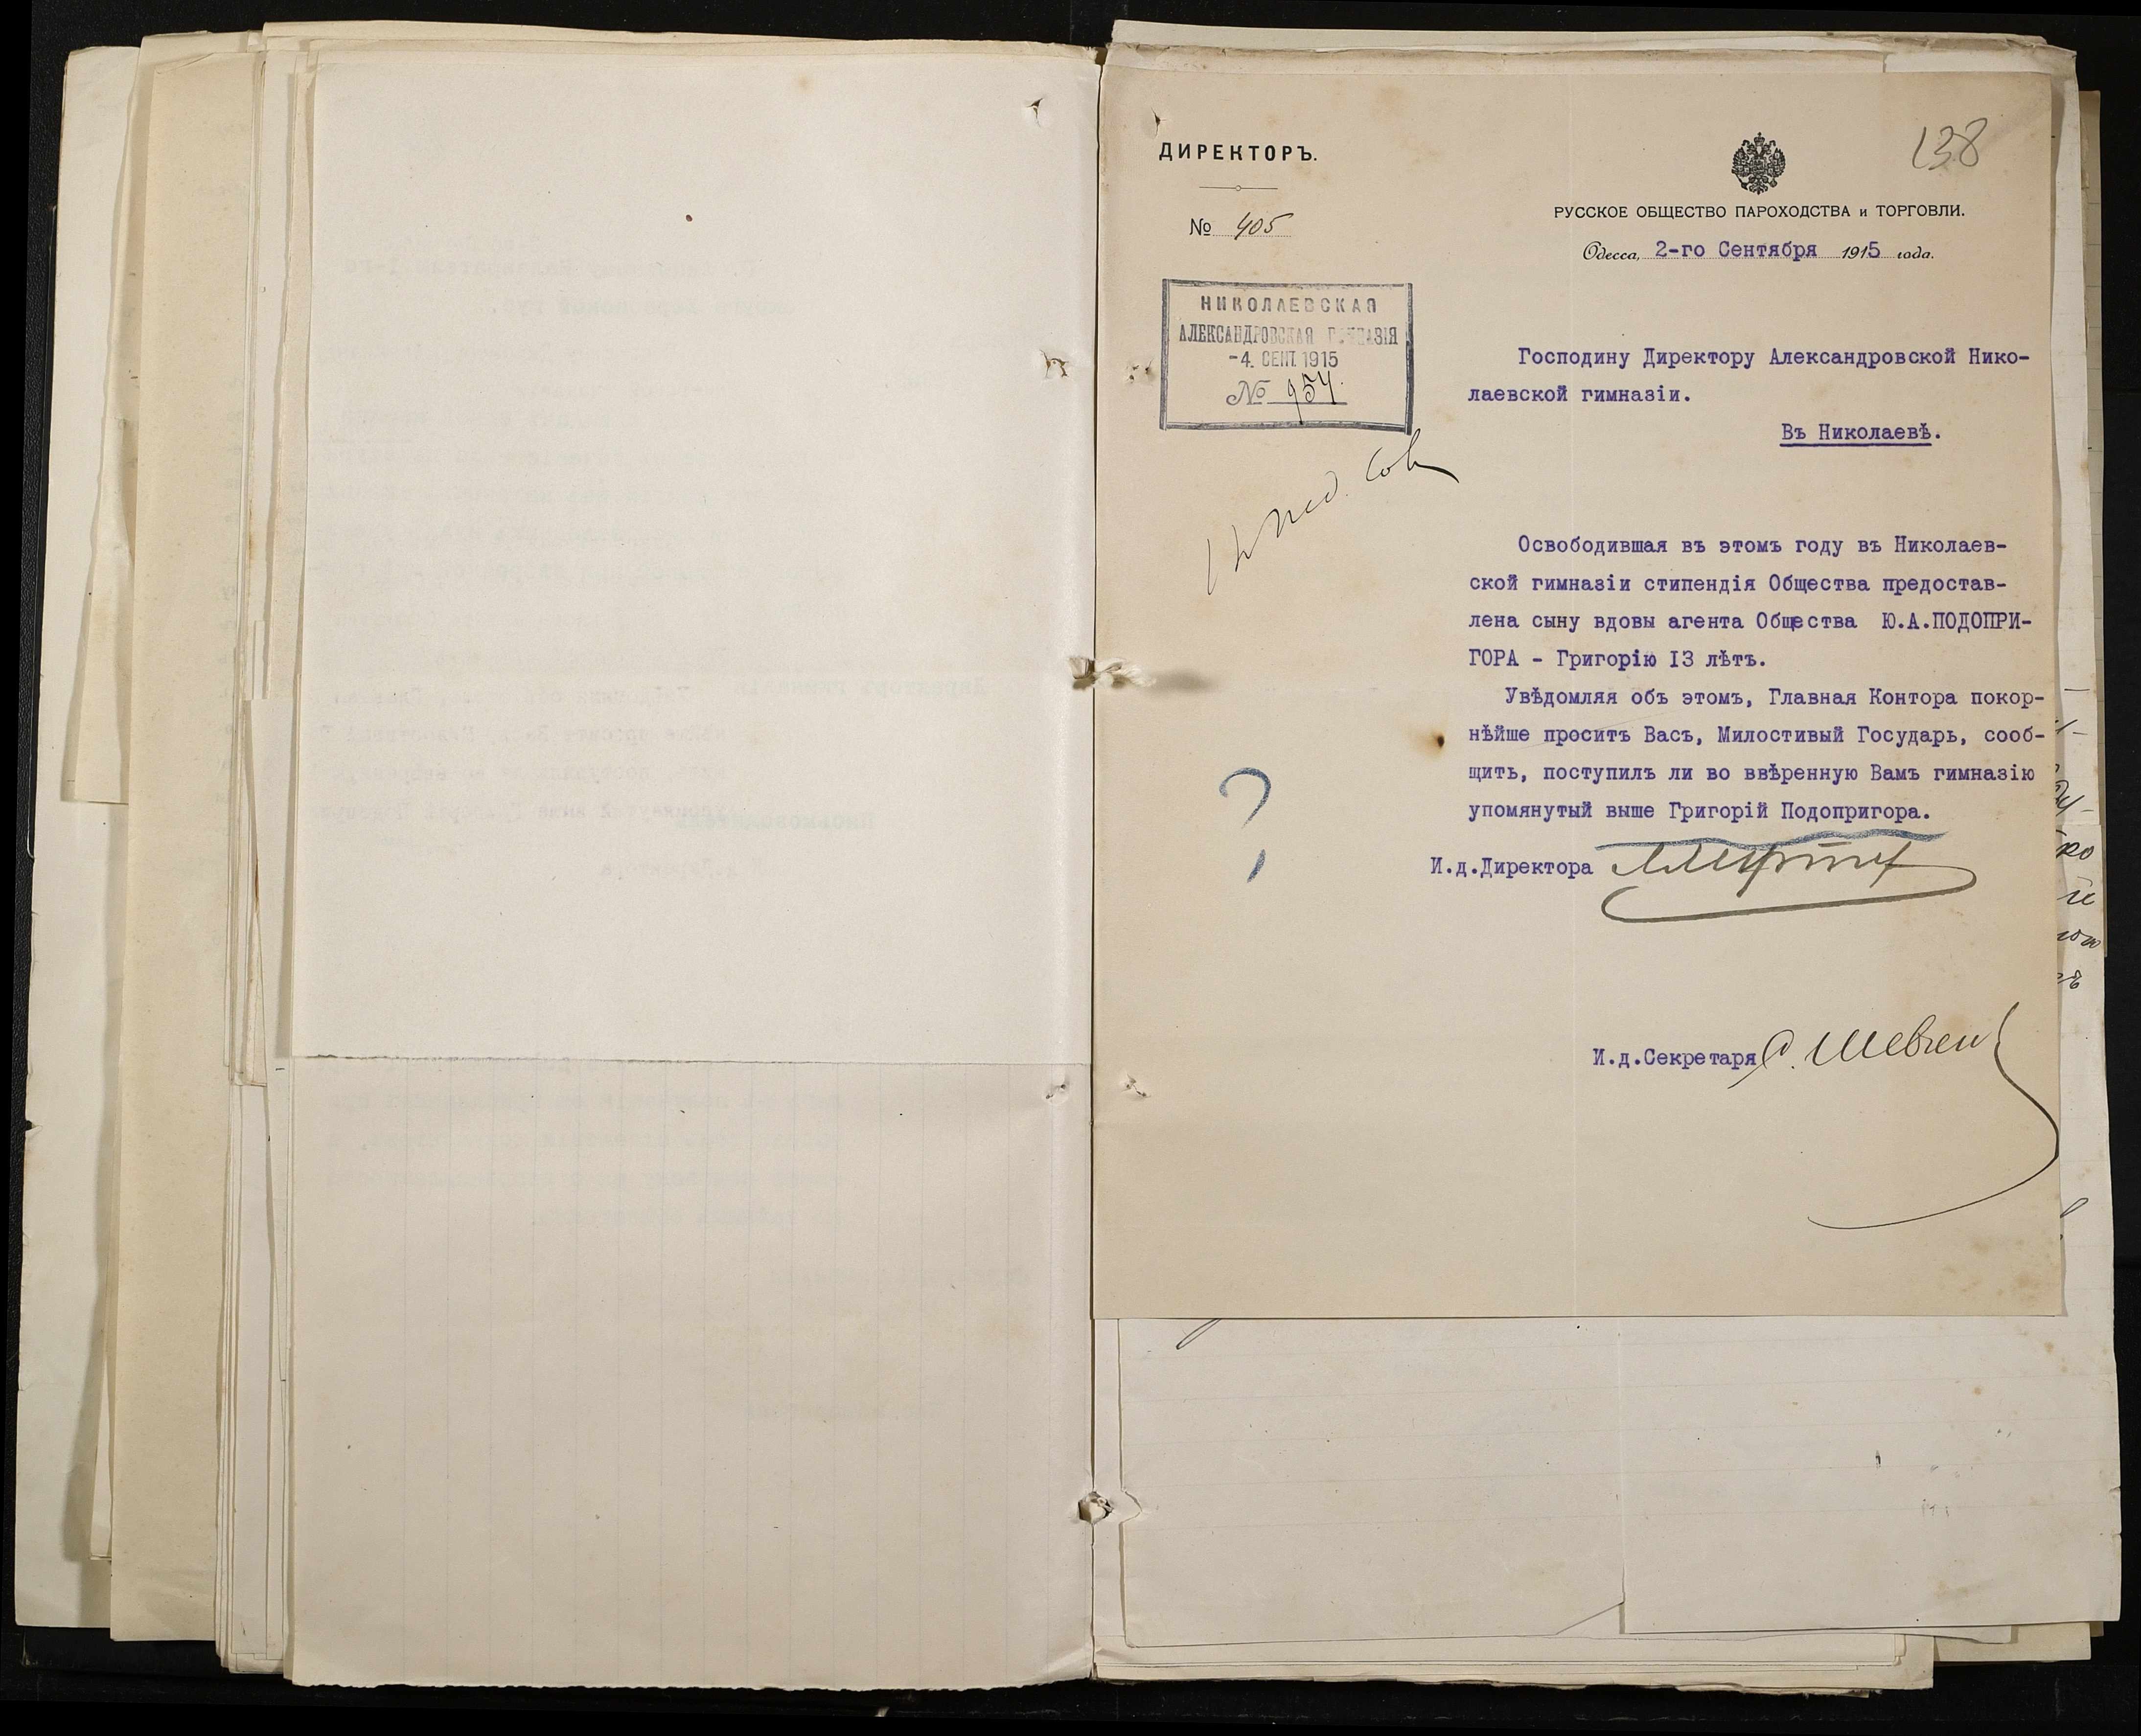 ДИРЕКТОРЪ.
№ 405
138
РУССКОЕ ОБЩЕСТВО ПАРОХОДСТВА и ТОРГОВЛИ.
Одесса, 2-го Сентября 1915 года.
НИКОЛАЕВСКАЯ
АЛЕКСАНДРОВСКАЯ ГИМНАЗІЯ
-4. СЕНТ. 1915
№ 954.
Господину Директору Александровской Нико-
лаевской гимназіи.
Въ Николаевѣ.
Освободившая въ этомъ году въ Николаев-
ской гимназіи стипендія Общества предостав-
лена сыну вдовы агента Общества Ю.А.ПОДОПРИ-
ГОРА - Григорію 13 лѣтъ.
Увѣдомляя объ этомъ, Главная Контора покор-
нѣйше проситъ Васъ, Милостивый Государь, сооб-
щить, поступилъ ли во ввѣренную Вамъ гимназію
упомянутый выше Григорій Подопригора.
?
И.д.Директора
И.д.Секретаря